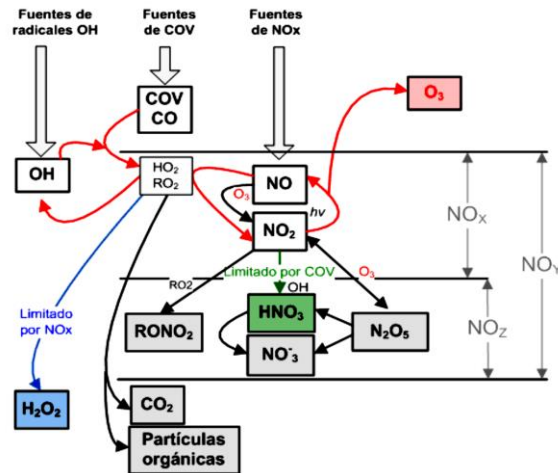 Fuentes de
radicales OH
Fuentes
de COV
Fuentes
de NOx
COV
CO
O₃
OH
HO₂
RO₂
NO
O₃
hv
NO₂
NOₓ
NOᵧ
Limitado por COV
RO2
OH
O₃
Limitado
por NOx
RONO₂
HNO₃
N₂O₅
NO⁻₃
NO_Z
H₂O₂
CO₂
Partículas
orgánicas